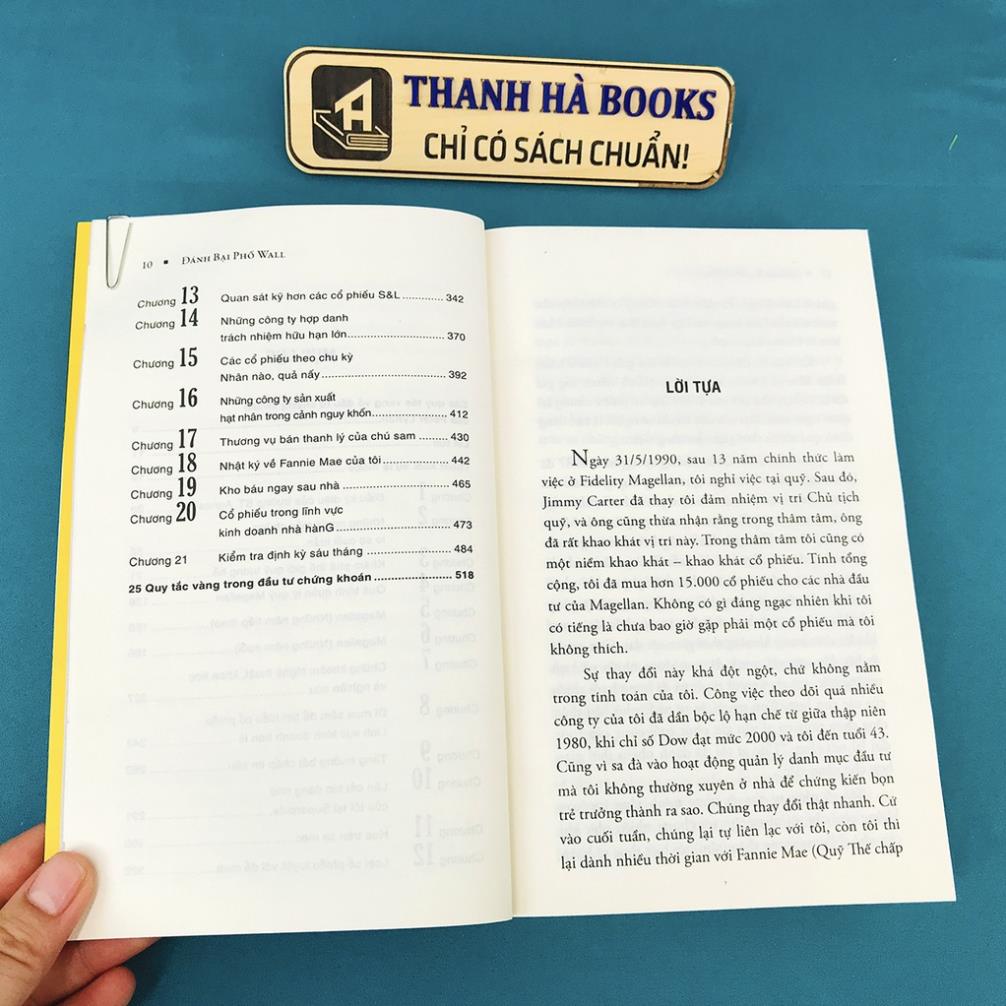 THANH HÀ BOOKS
CHỈ CÓ SÁCH CHUẨN!
10 ▪ ĐÁNH BẠI PHỐ WALL
Chương 13 Quan sát kỹ hơn các cổ phiếu S&L ............. 342
Chương 14 Những công ty hợp danh
trách nhiệm hữu hạn lớn.............................. 370
Chương 15 Các cổ phiếu theo chu kỳ
Nhân nào, quả nấy...................................... 392
Chương 16 Những công ty sản xuất
hạt nhân trong cảnh nguy khốn.................... 412
Chương 17 Thương vụ bán thanh lý của chú sam ........ 430
Chương 18 Nhật ký về Fannie Mae của tôi ................. 442
Chương 19 Kho báu ngay sau nhà ............................. 465
Chương 20 Cổ phiếu trong lĩnh vực
kinh doanh nhà hànG ................................. 473
Chương 21 Kiểm tra định kỳ sáu tháng ...................... 484
25 Quy tắc vàng trong đầu tư chứng khoán ........................ 518
LỜI TỰA
Ngày 31/5/1990, sau 13 năm chính thức làm
việc ở Fidelity Magellan, tôi nghỉ việc tại quỹ. Sau đó,
Jimmy Carter đã thay tôi đảm nhiệm vị trí Chủ tịch
quỹ, và ông cũng thừa nhận rằng trong thâm tâm, ông
đã rất khao khát vị trí này. Trong thâm tâm tôi cũng có
một niềm khao khát – khao khát cổ phiếu. Tính tổng
cộng, tôi đã mua hơn 15.000 cổ phiếu cho các nhà đầu
tư của Magellan. Không có gì đáng ngạc nhiên khi tôi
có tiếng là chưa bao giờ gặp phải một cổ phiếu mà tôi
không thích.
Sự thay đổi này khá đột ngột, chứ không nằm
trong tính toán của tôi. Công việc theo dõi quá nhiều
công ty của tôi đã dần bộc lộ hạn chế từ giữa thập niên
1980, khi chỉ số Dow đạt mức 2000 và tôi đến tuổi 43.
Cũng vì sa đà vào hoạt động quản lý danh mục đầu tư
mà tôi không thường xuyên ở nhà để chứng kiến bọn
trẻ trưởng thành ra sao. Chúng thay đổi thật nhanh. Cứ
vào cuối tuần, chúng lại tự liên lạc với tôi, còn tôi thì
lại dành nhiều thời gian với Fannie Mae (Quỹ Thế chấp